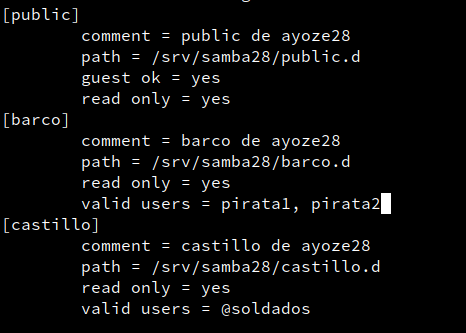 [public]
comment = public de ayoze28
path = /srv/samba28/public.d
guest ok = yes
read only = yes
[barco]
comment = barco de ayoze28
path = /srv/samba28/barco.d
read only = yes
valid users = pirata1, pirata2
[castillo]
comment = castillo de ayoze28
path = /srv/samba28/castillo.d
read only = yes
valid users = @soldados